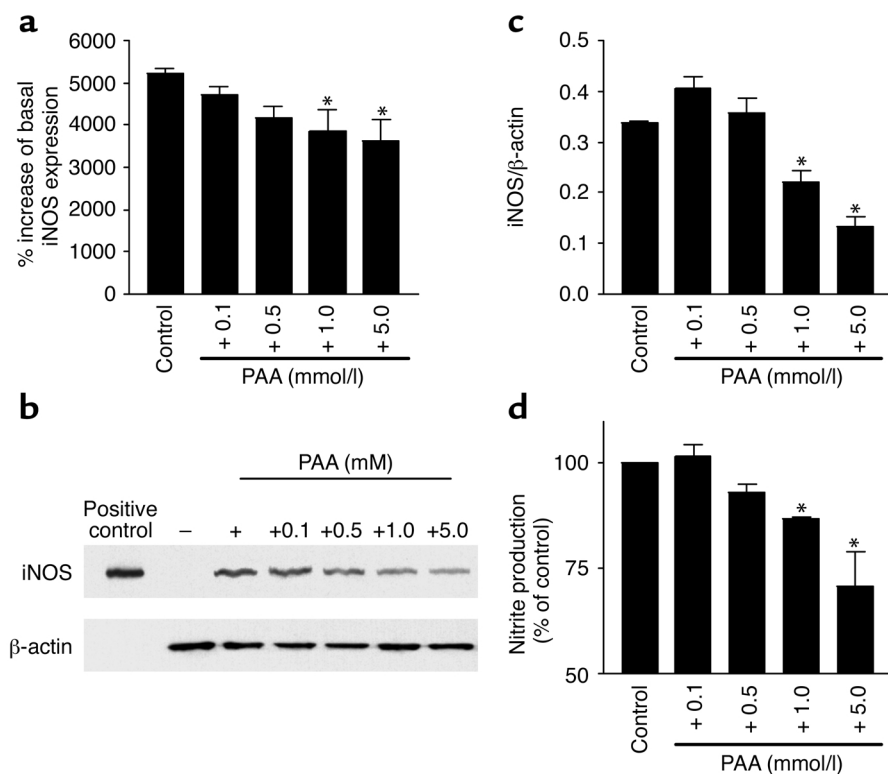 a
% increase of basal
iNOS expression
6000
5000
4000
3000
2000
1000
0
* *
Control
+ 0.1
+ 0.5
+ 1.0
+ 5.0
PAA (mmol/l)
b
PAA (mM)
Positive
control – + +0.1 +0.5 +1.0 +5.0
iNOS
β-actin
c
iNOS/β-actin
0.5
0.4
0.3
0.2
0.1
0.0
*
*
Control
+ 0.1
+ 0.5
+ 1.0
+ 5.0
PAA (mmol/l)
d
Nitrite production
(% of control)
100
75
50
*
*
Control
+ 0.1
+ 0.5
+ 1.0
+ 5.0
PAA (mmol/l)